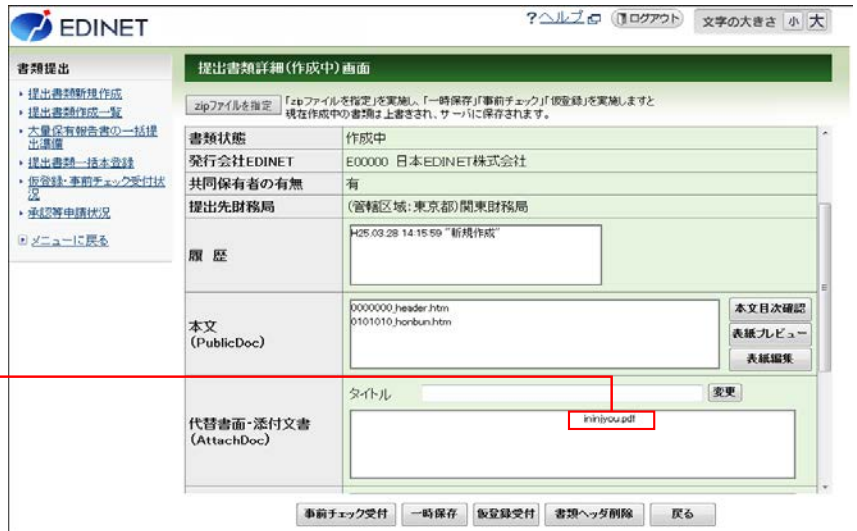 EDINET
?ヘルプ ログアウト 文字の大きさ 小 大
書類提出
提出書類新規作成
提出書類作成一覧
大量保有報告書の一括提
出準備
提出書類一括本登録
仮登録・事前チェック受付状
況
承認等申請状況
メニューに戻る
提出書類詳細(作成中)画面
zipファイルを指定 「zipファイルを指定」を実施し、「一時保存」「事前チェック」「仮登録」を実施しますと
現在作成中の書類は上書きされ、サーバに保存されます。
書類状態 作成中
発行会社EDINET E00000 日本EDINET株式会社
共同保有者の有無 有
提出先財務局 (管轄区域:東京都)関東財務局
履 歴
H25.03.28 14:15:59 "新規作成"
本文
(PublicDoc)
0000000_header.htm
0101010_honbun.htm
本文目次確認
表紙プレビュー
表紙編集
代替書面・添付文書
(AttachDoc)
タイトル 変更
ininjyou.pdf
事前チェック受付 一時保存 仮登録受付 書類ヘッダ削除 戻る